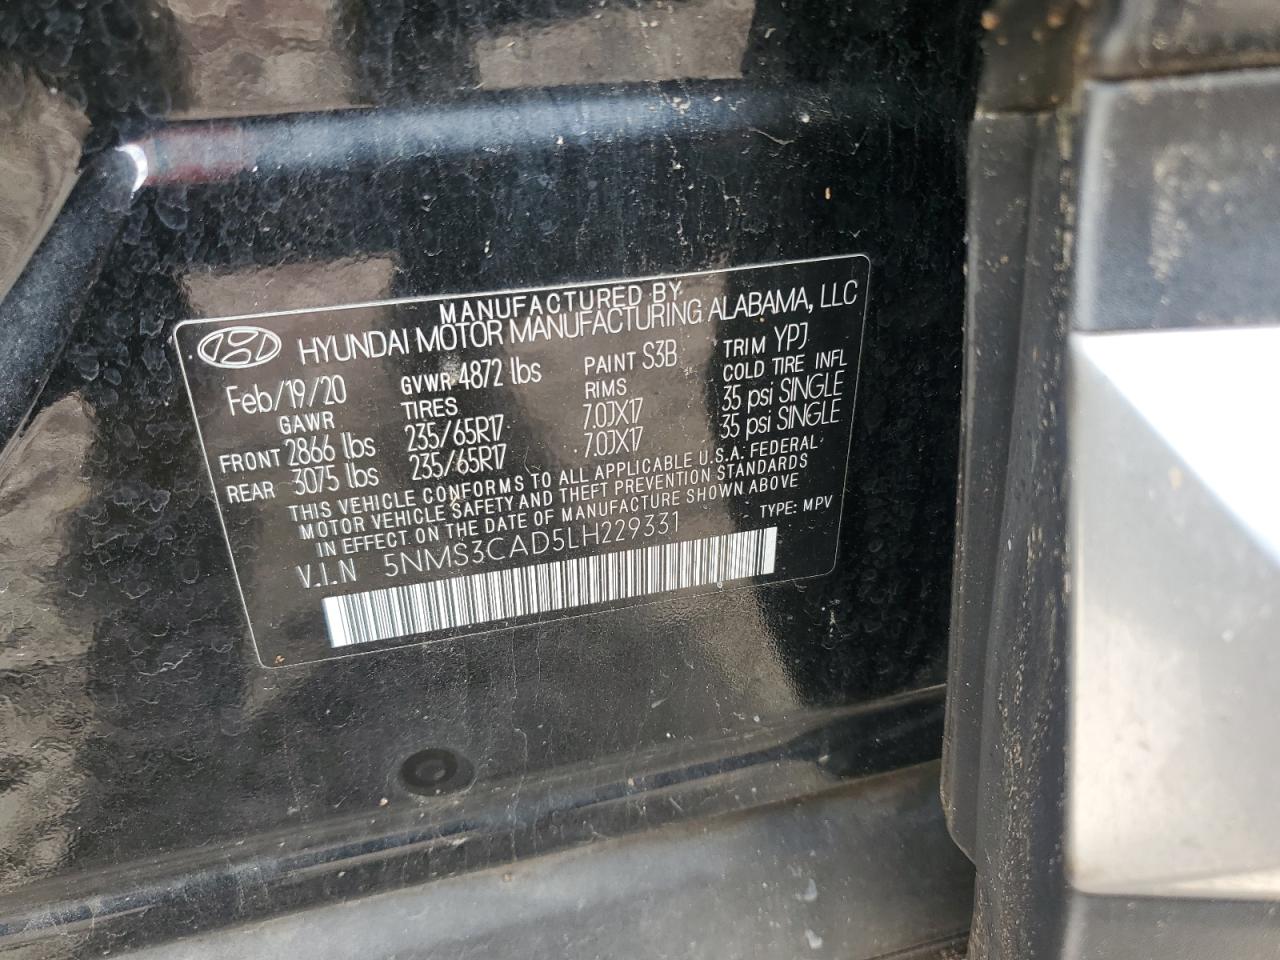 MANUFACTURED BY
HYUNDAI MOTOR MANUFACTURING ALABAMA, LLC
Feb/19/20 GVWR 4872 lbs PAINT S3B TRIM YPJ
GAWR TIRES RIMS COLD TIRE INFL
FRONT 2866 lbs 235/65R17 7.0JX17 35 psi SINGLE
REAR 3075 lbs 235/65R17 7.0JX17 35 psi SINGLE
THIS VEHICLE CONFORMS TO ALL APPLICABLE U.S.A. FEDERAL
MOTOR VEHICLE SAFETY AND THEFT PREVENTION STANDARDS
IN EFFECT ON THE DATE OF MANUFACTURE SHOWN ABOVE
V.I.N 5NMS3CAD5LH229331 TYPE: MPV